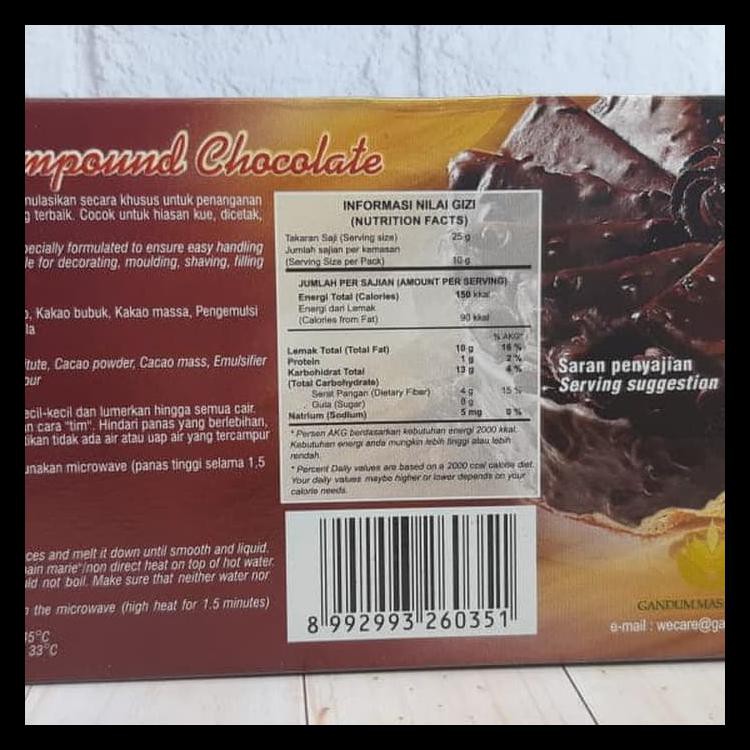 mpound Chocolate
mulasikan secara khusus untuk penanganan
g terbaik. Cocok untuk hiasan kue, dicetak,
ecially formulated to ensure easy handling
le for decorating, moulding, shaving, filling
, Kakao bubuk, Kakao massa, Pengemulsi
la
itute, Cacao powder, Cacao mass, Emulsifier
our
ecil-kecil dan lumerkan hingga semua cair.
n cara "tim". Hindari panas yang berlebihan,
ikan tidak ada air atau uap air yang tercampur
unakan microwave (panas tinggi selama 1,5
ces and melt it down until smooth and liquid.
ain marie"/non direct heat on top of hot water.
ld not boil. Make sure that neither water nor
the microwave (high heat for 1.5 minutes)
5°C
33°C
INFORMASI NILAI GIZI
(NUTRITION FACTS)
Takaran Saji (Serving size) 25 g
Jumlah sajian per kemasan
(Serving Size per Pack) 10 g
JUMLAH PER SAJIAN (AMOUNT PER SERVING)
Energi Total (Calories) 150 kkal
Energi dari Lemak
(Calories from Fat) 90 kkal
% AKG*
Lemak Total (Total Fat) 10 g 16 %
Protein 1 g 2 %
Karbohidrat Total 13 g 4 %
(Total Carbohydrate)
Serat Pangan (Dietary Fiber) 4 g 15 %
Gula (Sugar) 8 g
Natrium (Sodium) 5 mg 0 %
* Persen AKG berdasarkan kebutuhan energi 2000 kkal.
Kebutuhan energi anda mungkin lebih tinggi atau lebih
rendah.
* Percent Daily values are based on a 2000 ccal calorie diet.
Your daily values maybe higher or lower depends on your
calorie needs.
8 992993 260351
Saran penyajian
Serving suggestion
GANDUM MAS
e-mail : wecare@ga